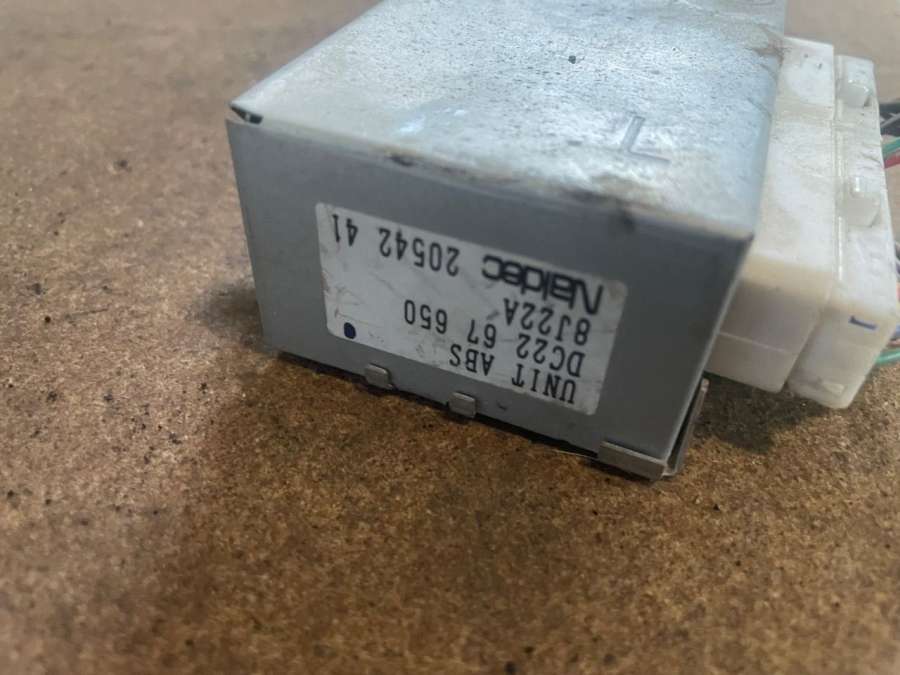 UNIT ABS
DC22 67 650
8J22A
Naldec 20542 41